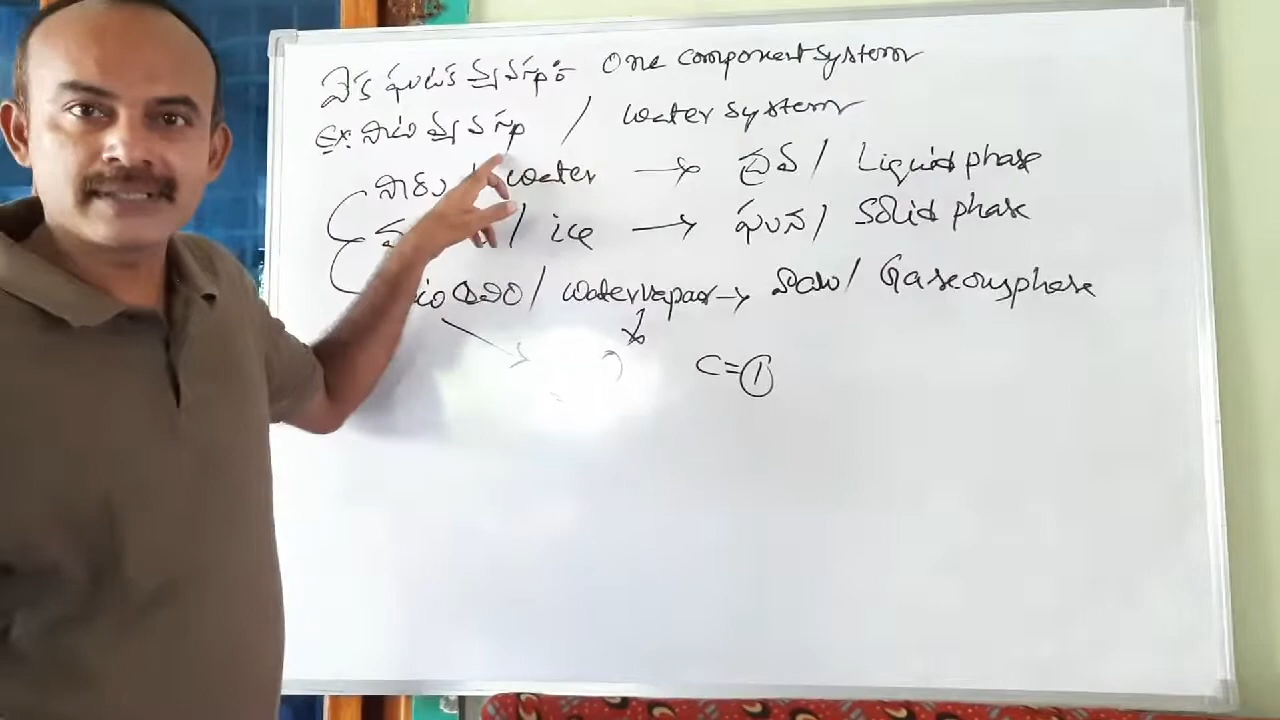 ఏక ఘటక వ్యవస్థ: One component system
Ex: నీటి వ్యవస్థ / water system
నీరు / water → ద్రవ / Liquid phase
/ ice → ఘన / Solid phase
/ water vapour → వాయు / Gaseous phase
C = 1